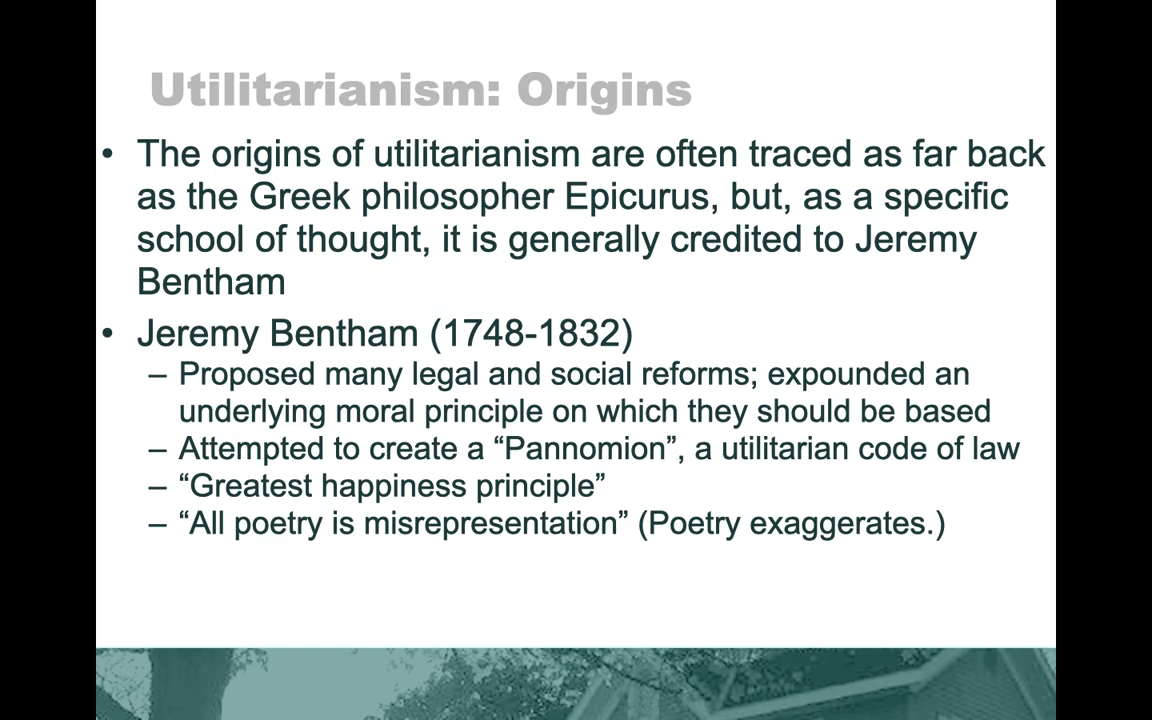 Utilitarianism: Origins
• The origins of utilitarianism are often traced as far back
as the Greek philosopher Epicurus, but, as a specific
school of thought, it is generally credited to Jeremy
Bentham
• Jeremy Bentham (1748-1832)
– Proposed many legal and social reforms; expounded an
underlying moral principle on which they should be based
– Attempted to create a “Pannomion”, a utilitarian code of law
– “Greatest happiness principle”
– “All poetry is misrepresentation” (Poetry exaggerates.)